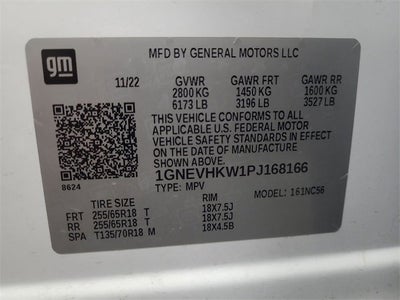 gm
MFD BY GENERAL MOTORS LLC
11/22 GVWR GAWR FRT GAWR RR
2800 KG 1450 KG 1600 KG
6173 LB 3196 LB 3527 LB
THIS VEHICLE CONFORMS TO ALL
APPLICABLE U.S. FEDERAL MOTOR
VEHICLE SAFETY STANDARDS IN EFFECT ON THE
DATE OF MANUFACTURE SHOWN ABOVE.
1GNEVHKW1PJ168166
8624 TYPE: MPV MODEL: 161NC56
TIRE SIZE RIM
FRT 255/65R18 T 18X7.5J
RR 255/65R18 T 18X7.5J
SPA T135/70R18 M 18X4.5B